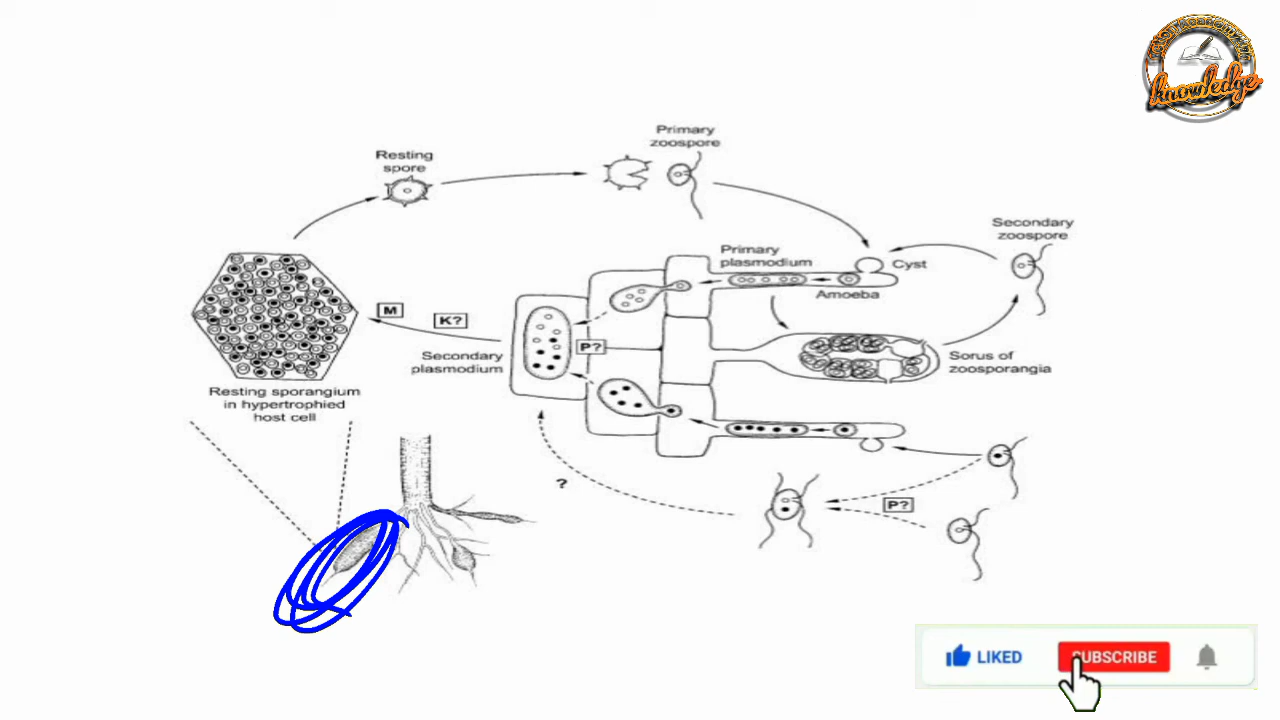 Primary
zoospore
Resting
spore
Secondary
zoospore
Primary
plasmodium
Cyst
Amoeba
M
K?
P?
Secondary
plasmodium
Sorus of
zoosporangia
Resting sporangium
in hypertrophied
host cell
?
P?
knowledge
LIKED
SUBSCRIBE